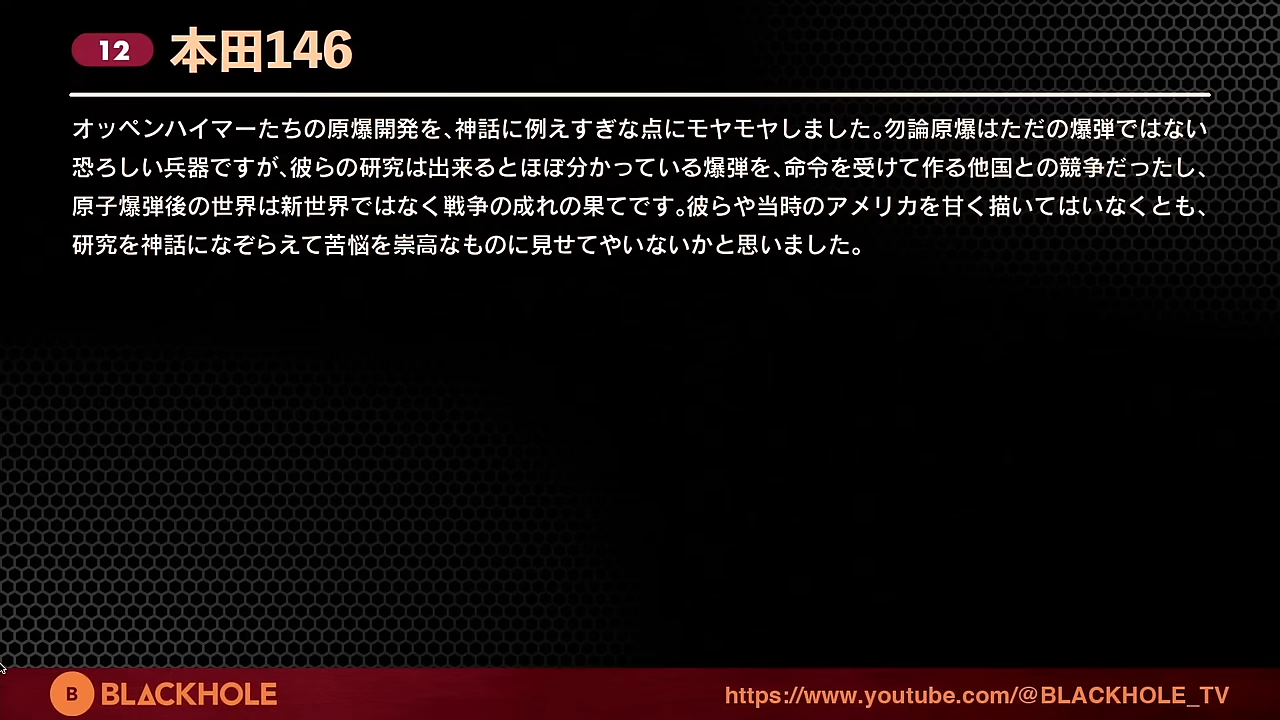 12 本田146
オッペンハイマーたちの原爆開発を、神話に例えすぎな点にモヤモヤしました。勿論原爆はただの爆弾ではない
恐ろしい兵器ですが、彼らの研究は出来るとほぼ分かっている爆弾を、命令を受けて作る他国との競争だったし、
原子爆弾後の世界は新世界ではなく戦争の成れの果てです。彼らや当時のアメリカを甘く描いてはいなくとも、
研究を神話になぞらえて苦悩を崇高なものに見せてやいないかと思いました。
B BLACKHOLE
https://www.youtube.com/@BLACKHOLE_TV